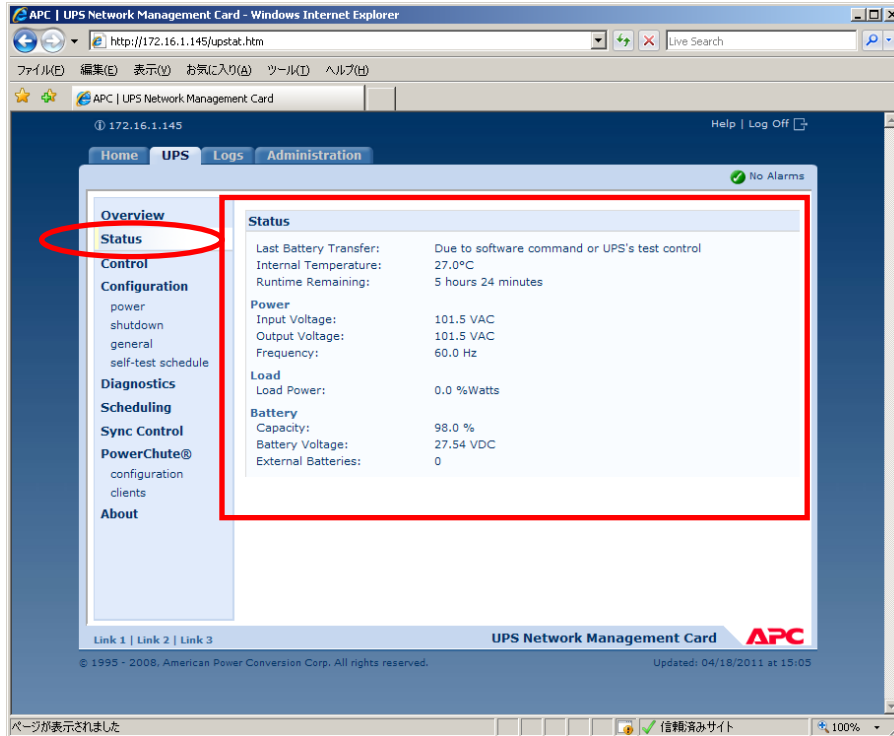 APC | UPS Network Management Card - Windows Internet Explorer
http://172.16.1.145/upstat.htm
Live Search
ファイル(F) 編集(E) 表示(V) お気に入り(A) ツール(T) ヘルプ(H)
APC | UPS Network Management Card
172.16.1.145
Help | Log Off
Home UPS Logs Administration
No Alarms
Overview
Status
Control
Configuration
power
shutdown
general
self-test schedule
Diagnostics
Scheduling
Sync Control
PowerChute®
configuration
clients
About
Status
Last Battery Transfer: Due to software command or UPS's test control
Internal Temperature: 27.0°C
Runtime Remaining: 5 hours 24 minutes
Power
Input Voltage: 101.5 VAC
Output Voltage: 101.5 VAC
Frequency: 60.0 Hz
Load
Load Power: 0.0 %Watts
Battery
Capacity: 98.0 %
Battery Voltage: 27.54 VDC
External Batteries: 0
Link 1 | Link 2 | Link 3
UPS Network Management Card APC
© 1995 - 2008, American Power Conversion Corp. All rights reserved.
Updated: 04/18/2011 at 15:05
ページが表示されました
信頼済みサイト
100%